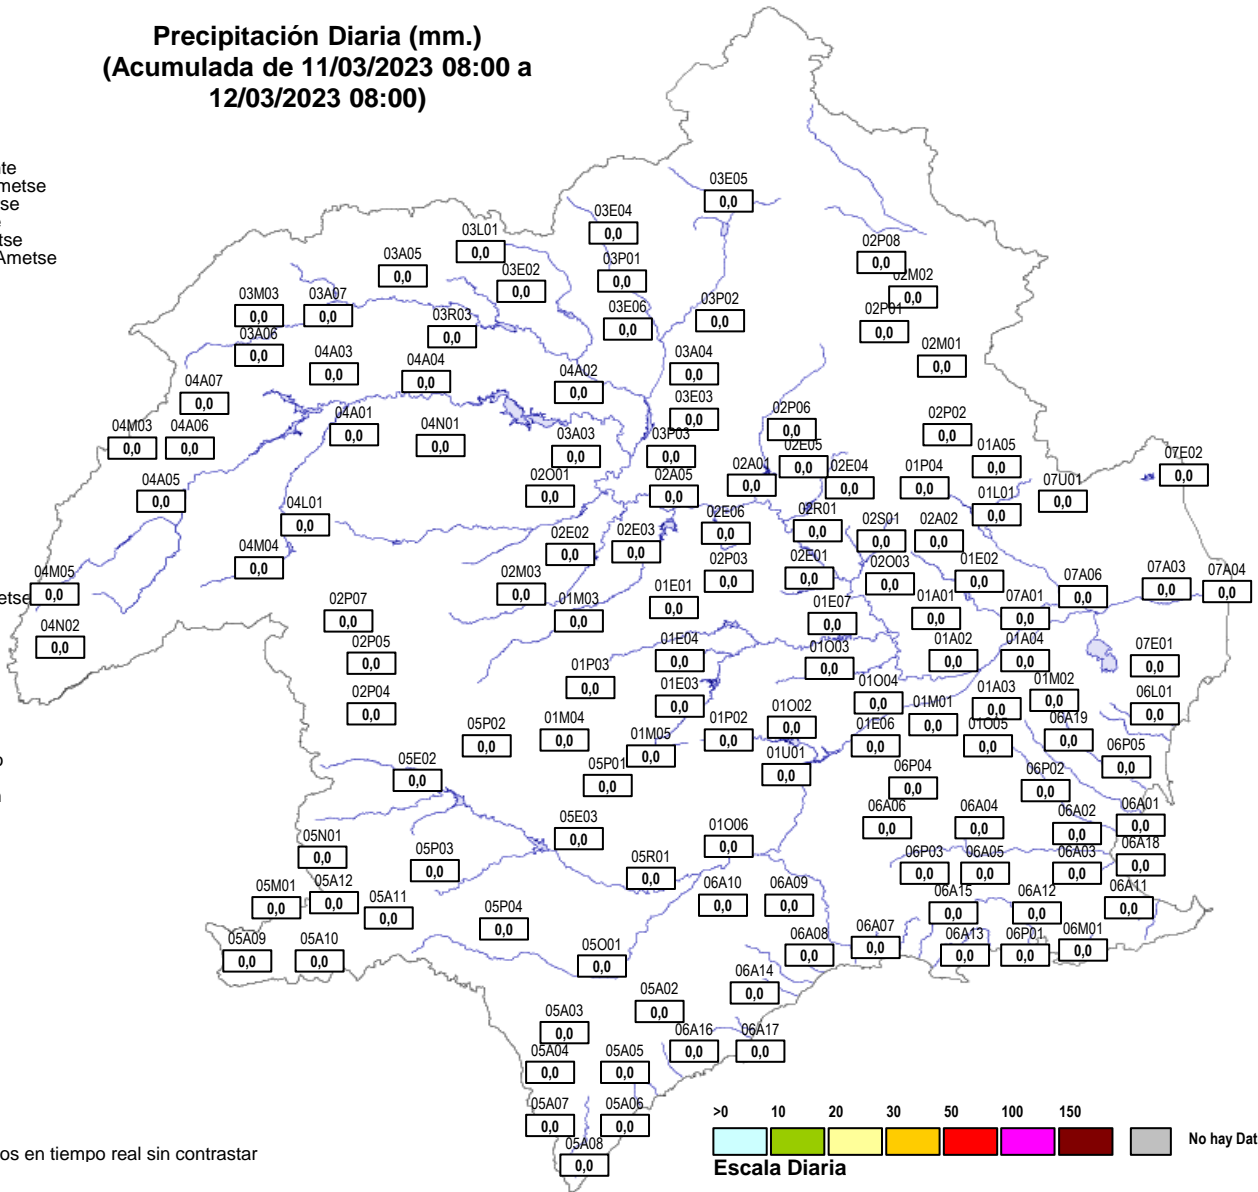 Precipitación Diaria (mm.)
(Acumulada de 11/03/2023 08:00 a
12/03/2023 08:00)
te
metse
se
tse
Ametse
03E05
0,0
03E04
0,0
03L01
0,0
03A05
0,0
03E02
0,0
03P01
0,0
02P08
0,0
02M02
0,0
03M03
0,0
03A07
0,0
03R03
0,0
03E06
0,0
03P02
0,0
02P01
0,0
03A06
0,0
04A03
0,0
04A04
0,0
04A02
0,0
03A04
0,0
02M01
0,0
04A07
0,0
03E03
0,0
04M03
0,0
04A06
0,0
04A01
0,0
04N01
0,0
03A03
0,0
03P03
0,0
02P06
0,0
02P02
0,0
02E05
0,0
01A05
0,0
07E02
0,0
04A05
0,0
02O01
0,0
02A05
0,0
02A01
0,0
02E04
0,0
01P04
0,0
07U01
0,0
04L01
0,0
01L01
0,0
02E06
0,0
02R01
0,0
02S01
0,0
02A02
0,0
04M04
0,0
02E02
0,0
02E03
0,0
02P03
0,0
02E01
0,0
02O03
0,0
01E02
0,0
04M05
0,0
etse
02M03
0,0
01M03
0,0
01E01
0,0
07A06
0,0
07A03
0,0
07A04
0,0
02P07
0,0
01E07
0,0
01A01
0,0
07A01
0,0
04N02
0,0
02P05
0,0
01E04
0,0
01O03
0,0
01A02
0,0
01A04
0,0
07E01
0,0
01P03
0,0
01E03
0,0
01O04
0,0
01A03
0,0
01M02
0,0
06L01
0,0
02P04
0,0
05P02
0,0
01M04
0,0
01M05
0,0
01P02
0,0
01O02
0,0
01E06
0,0
01M01
0,0
01O05
0,0
06A19
0,0
06P05
0,0
o
05E02
0,0
05P01
0,0
01U01
0,0
06P04
0,0
06P02
0,0
05E03
0,0
01O06
0,0
06A06
0,0
06A04
0,0
06A02
0,0
06A01
0,0
05N01
0,0
05P03
0,0
05R01
0,0
06P03
0,0
06A05
0,0
06A03
0,0
06A18
0,0
05M01
0,0
05A12
0,0
05A11
0,0
06A10
0,0
06A09
0,0
06A15
0,0
06A12
0,0
06A11
0,0
05P04
0,0
05A09
0,0
05A10
0,0
05O01
0,0
06A08
0,0
06A07
0,0
06A13
0,0
06P01
0,0
06M01
0,0
06A14
0,0
05A02
0,0
05A03
0,0
06A16
0,0
06A17
0,0
05A04
0,0
05A05
0,0
05A07
0,0
05A06
0,0
05A08
0,0
>0 10 20 30 50 100 150
No hay Dat
Escala Diaria
os en tiempo real sin contrastar